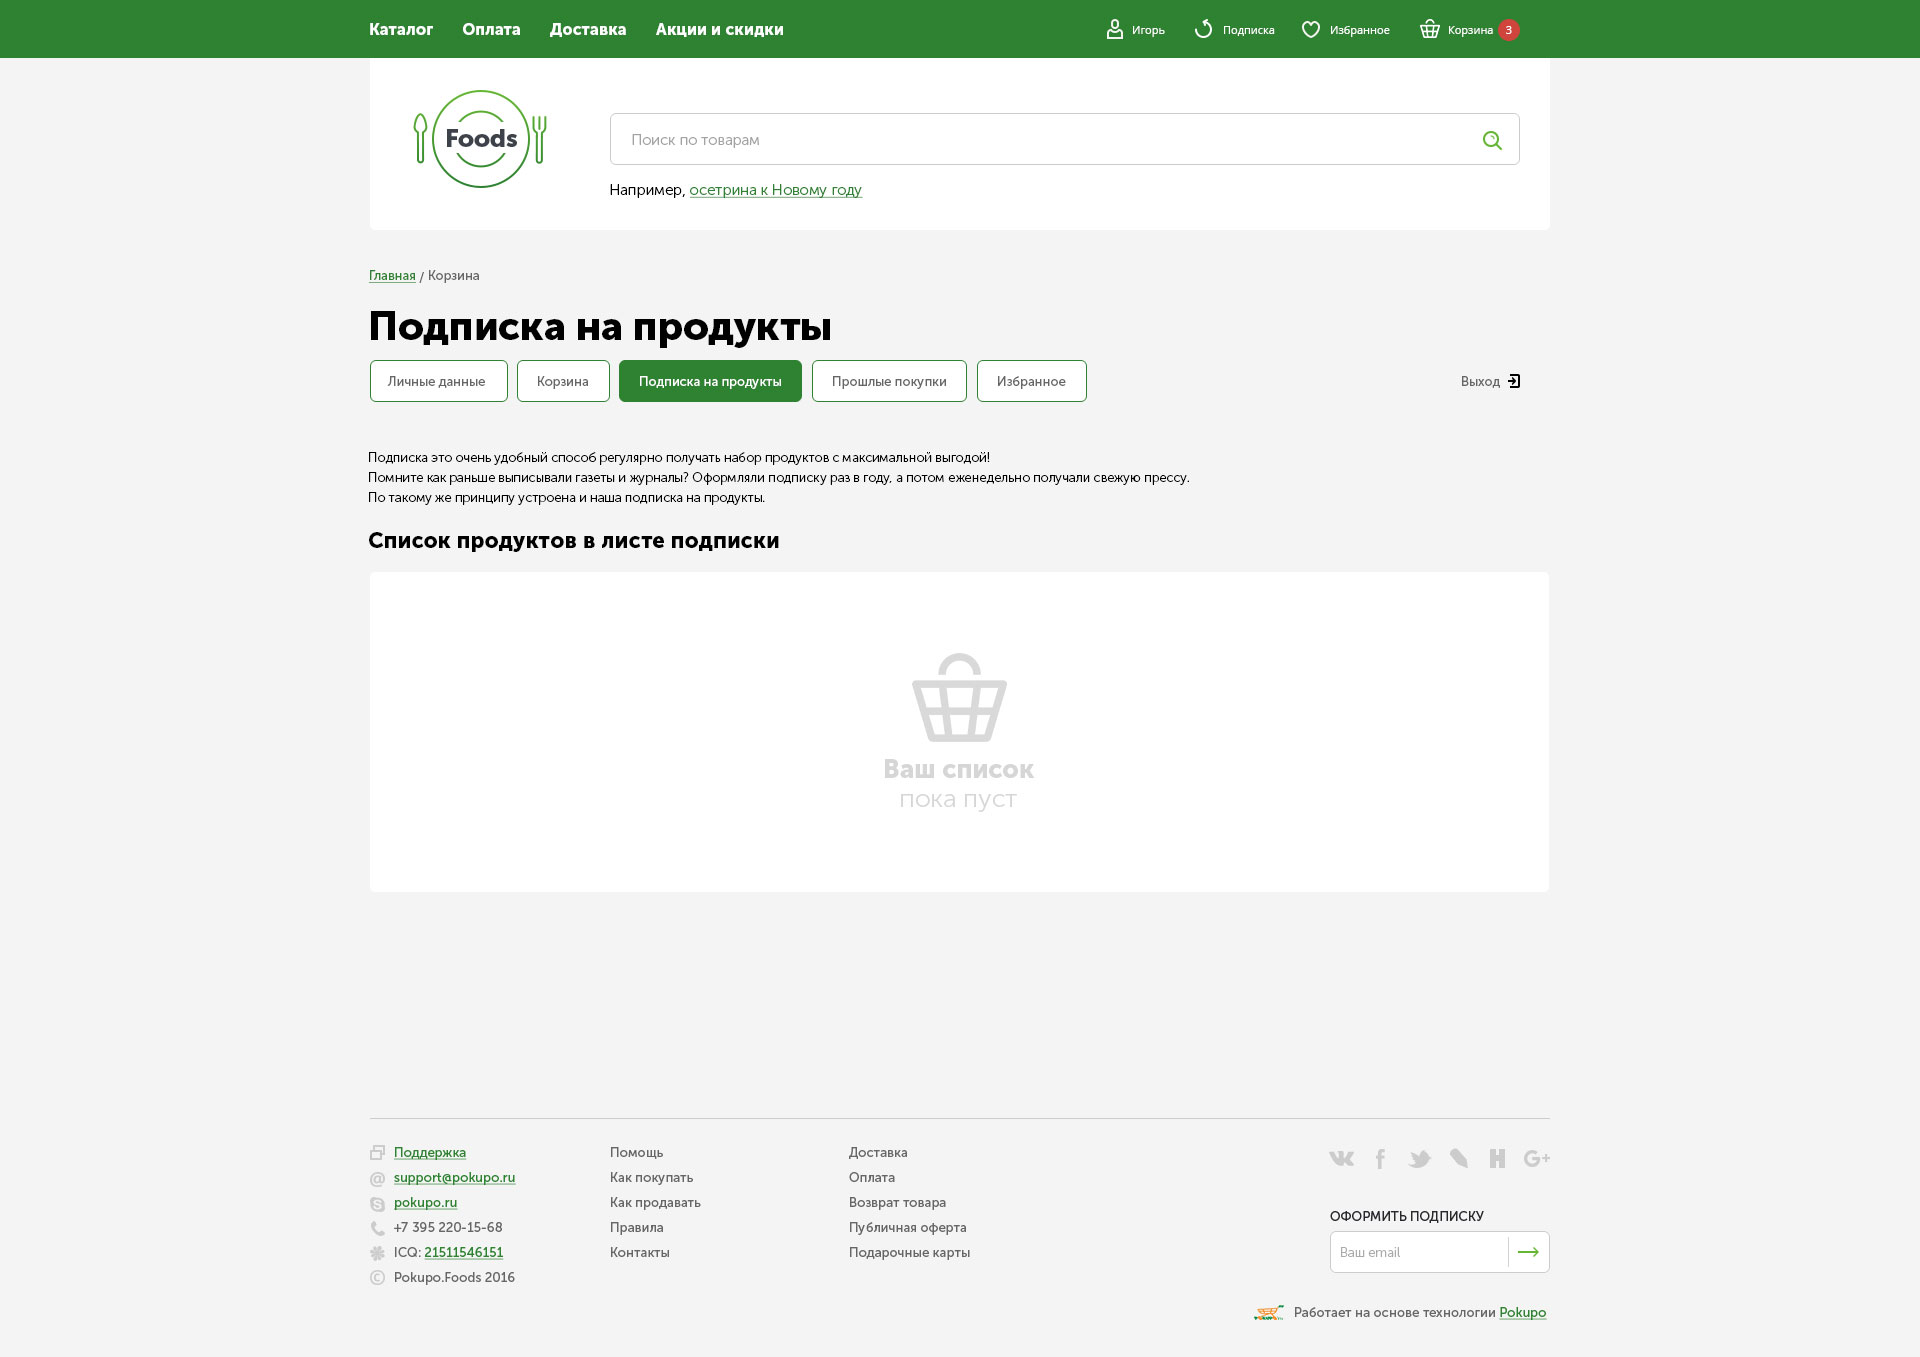 Каталог Оплата Доставка Акции и скидки Игорь Подписка Избранное Корзина 3
Foods
Поиск по товарам
Например, осетрина к Новому году
Главная / Корзина
Подписка на продукты
Личные данные Корзина Подписка на продукты Прошлые покупки Избранное Выход
Подписка это очень удобный способ регулярно получать набор продуктов с максимальной выгодой!
Помните как раньше выписывали газеты и журналы? Оформляли подписку раз в году, а потом еженедельно получали свежую прессу.
По такому же принципу устроена и наша подписка на продукты.
Список продуктов в листе подписки
Ваш список
пока пуст
Поддержка
support@pokupo.ru
pokupo.ru
+7 395 220-15-68
ICQ: 21511546151
© Pokupo.Foods 2016
Помощь
Как покупать
Как продавать
Правила
Контакты
Доставка
Оплата
Возврат товара
Публичная оферта
Подарочные карты
ОФОРМИТЬ ПОДПИСКУ
Ваш email
Работает на основе технологии Pokupo